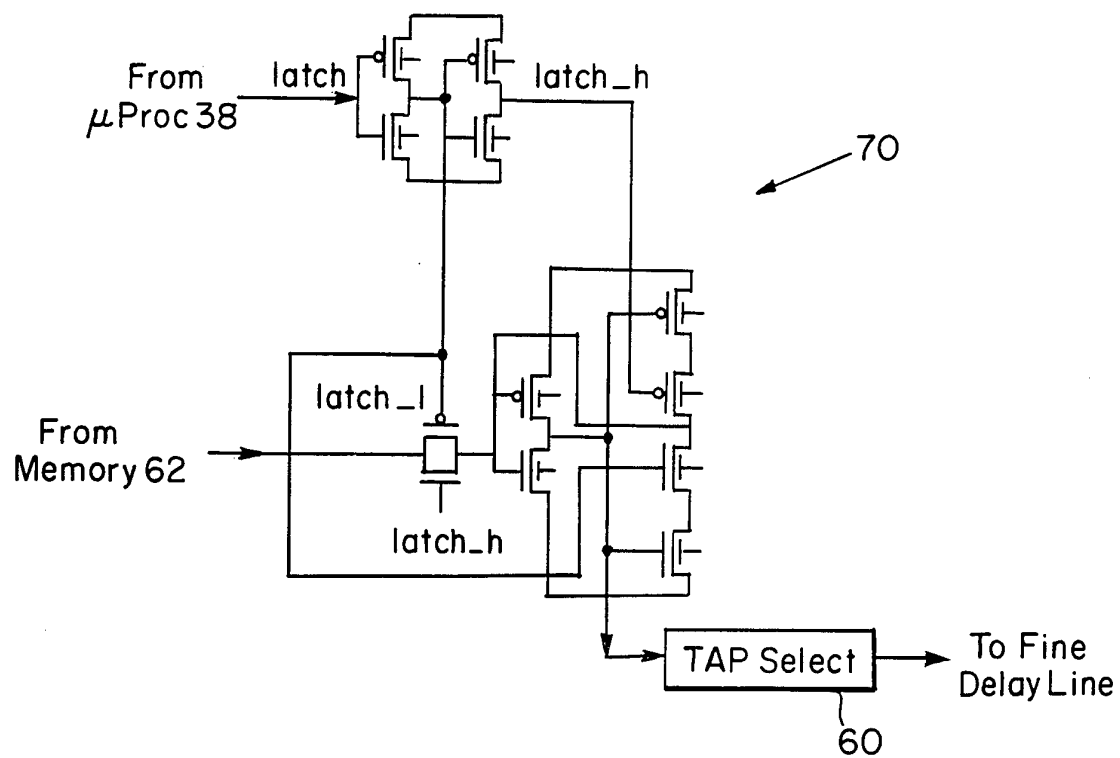 From
μProc 38
latch
latch_h
70
latch_l
From
Memory 62
latch_h
TAP Select
To Fine
Delay Line
60